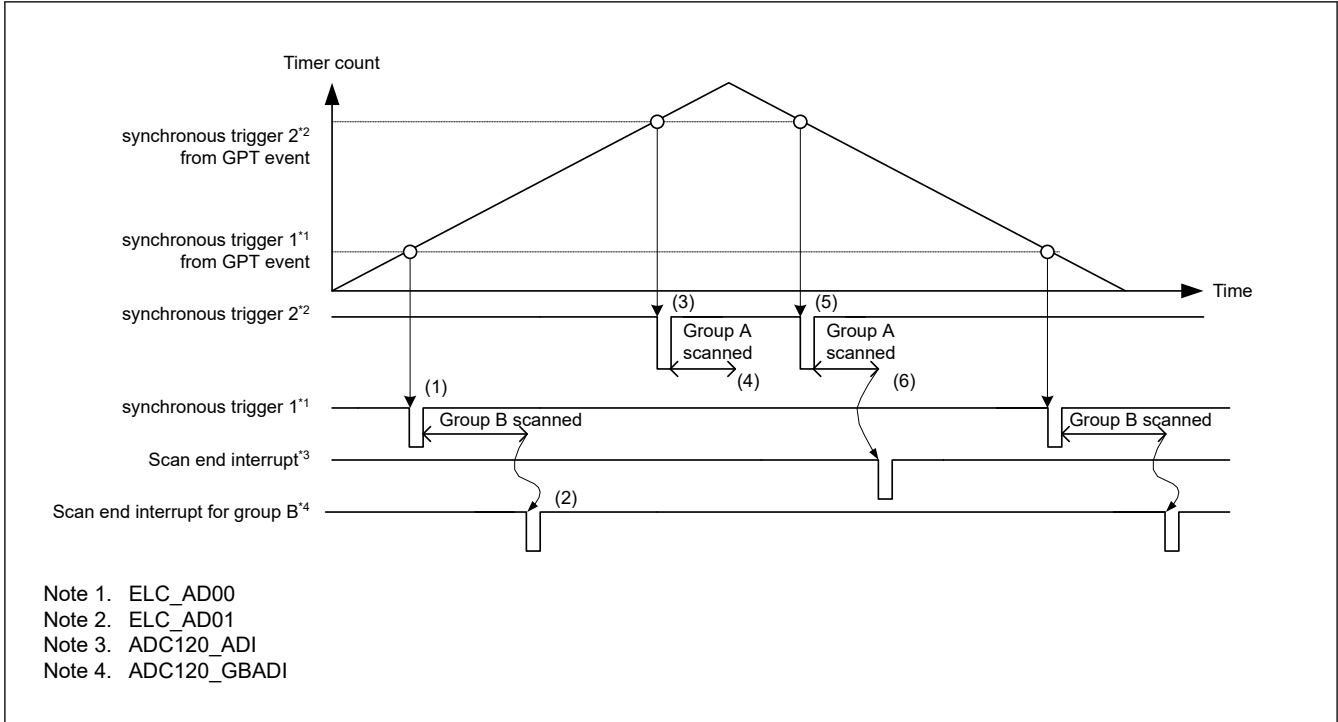 Timer count
synchronous trigger 2*2
from GPT event
synchronous trigger 1*1
from GPT event
Time
synchronous trigger 2*2
(3)
(5)
Group A
scanned
Group A
scanned
(4)
(6)
synchronous trigger 1*1
(1)
Group B scanned
Group B scanned
Scan end interrupt*3
Scan end interrupt for group B*4
(2)
Note 1. ELC_AD00
Note 2. ELC_AD01
Note 3. ADC120_ADI
Note 4. ADC120_GBADI